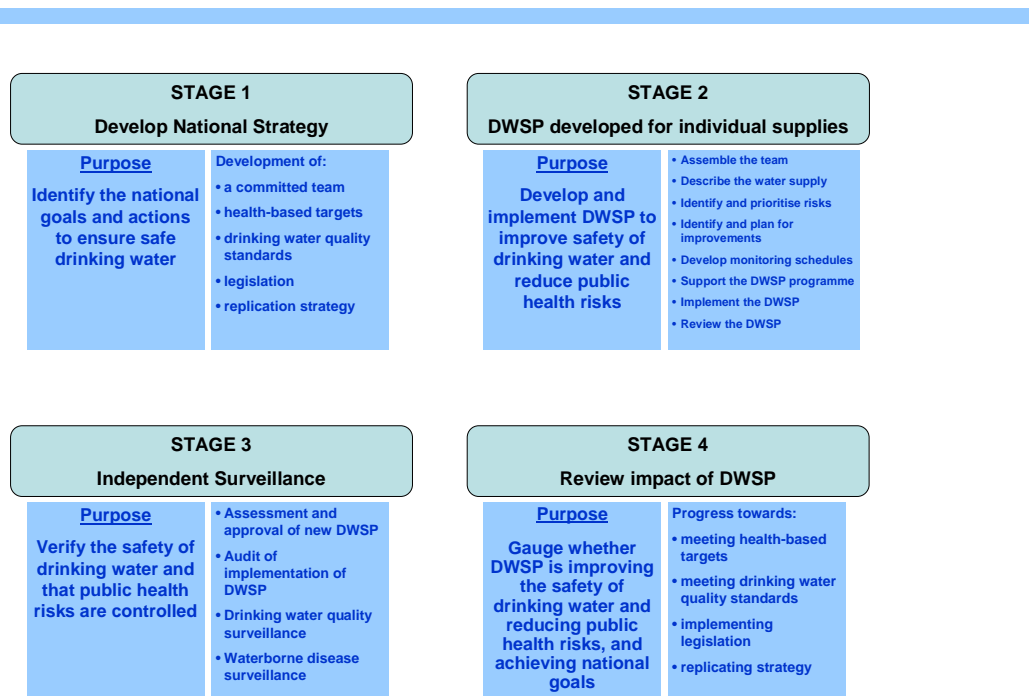 STAGE 1
Develop National Strategy
Purpose
Identify the national
goals and actions
to ensure safe
drinking water
Development of:
• a committed team
• health-based targets
• drinking water quality
standards
• legislation
• replication strategy
STAGE 2
DWSP developed for individual supplies
Purpose
Develop and
implement DWSP to
improve safety of
drinking water and
reduce public
health risks
• Assemble the team
• Describe the water supply
• Identify and prioritise risks
• Identify and plan for
improvements
• Develop monitoring schedules
• Support the DWSP programme
• Implement the DWSP
• Review the DWSP
STAGE 3
Independent Surveillance
Purpose
Verify the safety of
drinking water and
that public health
risks are controlled
• Assessment and
approval of new DWSP
• Audit of
implementation of
DWSP
• Drinking water quality
surveillance
• Waterborne disease
surveillance
STAGE 4
Review impact of DWSP
Purpose
Gauge whether
DWSP is improving
the safety of
drinking water and
reducing public
health risks, and
achieving national
goals
Progress towards:
• meeting health-based
targets
• meeting drinking water
quality standards
• implementing
legislation
• replicating strategy